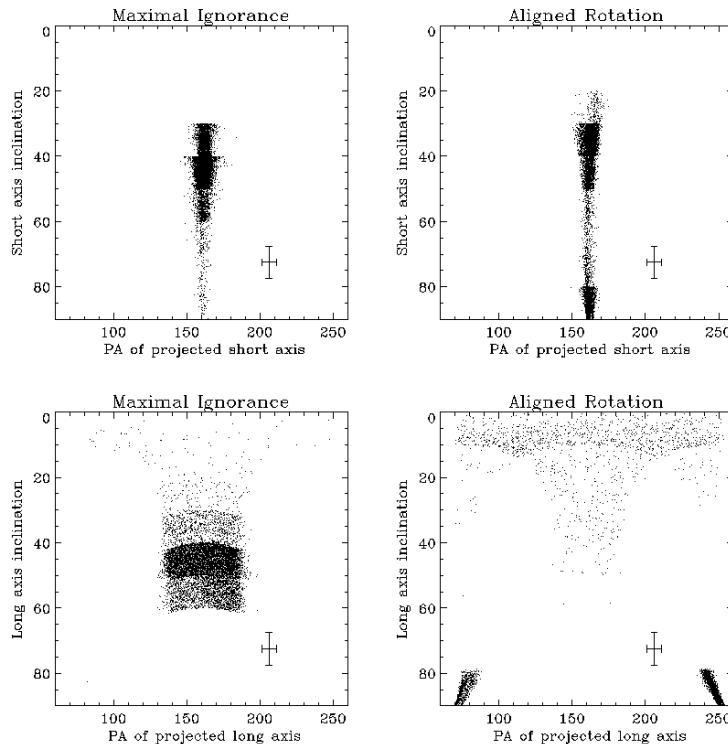 Maximal Ignorance
0
20
40
60
80
Short axis inclination
100 150 200 250
PA of projected short axis
Aligned Rotation
0
20
40
60
80
Short axis inclination
100 150 200 250
PA of projected short axis
Maximal Ignorance
0
20
40
60
80
Long axis inclination
100 150 200 250
PA of projected long axis
Aligned Rotation
0
20
40
60
80
Long axis inclination
100 150 200 250
PA of projected long axis